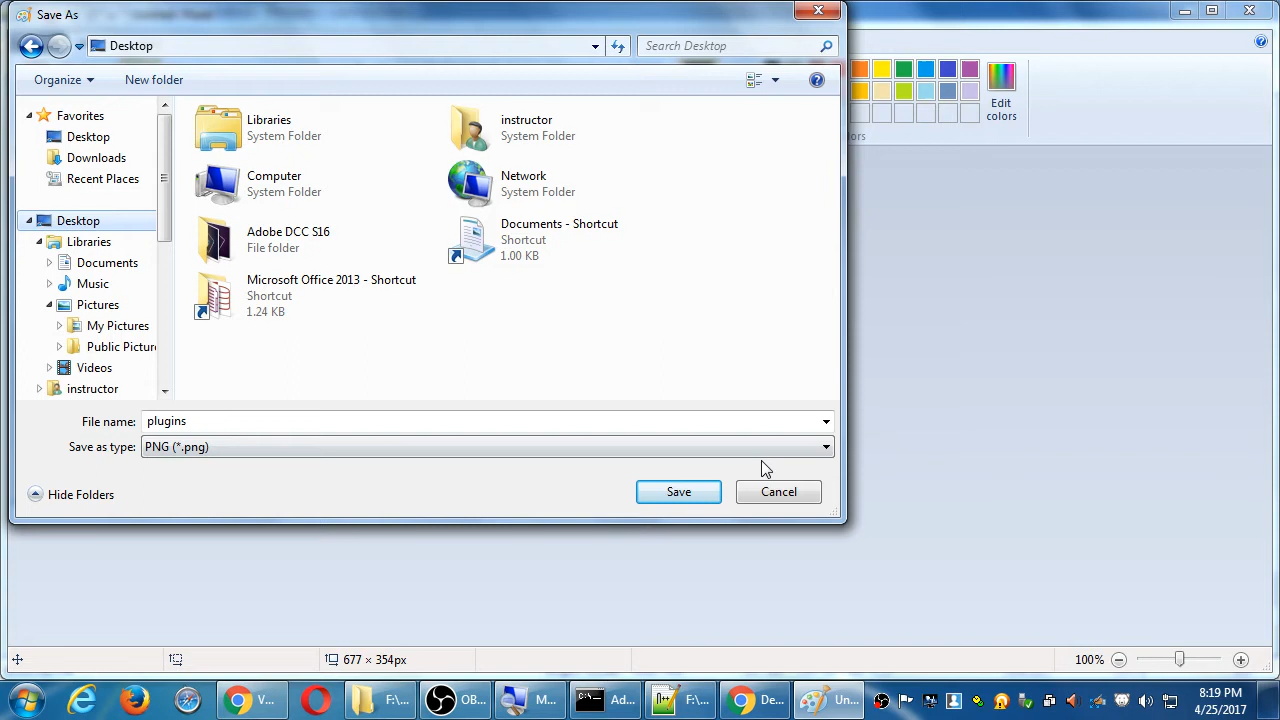 Save As
Desktop
Search Desktop
Organize
New folder
Edit
colors
Favorites
Desktop
Downloads
Recent Places
Desktop
Libraries
Documents
Music
Pictures
My Pictures
Public Pictur
Videos
instructor
Libraries
System Folder
instructor
System Folder
Computer
System Folder
Network
System Folder
Adobe DCC S16
File folder
Documents - Shortcut
Shortcut
1.00 KB
Microsoft Office 2013 - Shortcut
Shortcut
1.24 KB
File name:
plugins
Save as type:
PNG (*.png)
Hide Folders
Save
Cancel
677 × 354px
100%
V...
F:\...
OB...
M...
Ad...
F:\...
De...
Un...
8:19 PM
4/25/2017